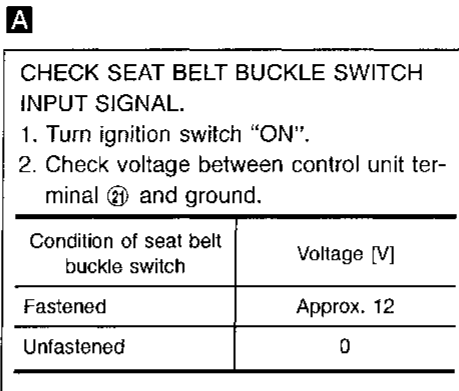 A
CHECK SEAT BELT BUCKLE SWITCH
INPUT SIGNAL.
1. Turn ignition switch “ON”.
2. Check voltage between control unit ter-
minal ㉑ and ground.
Condition of seat belt
buckle switch
Voltage [V]
Fastened
Approx. 12
Unfastened
0